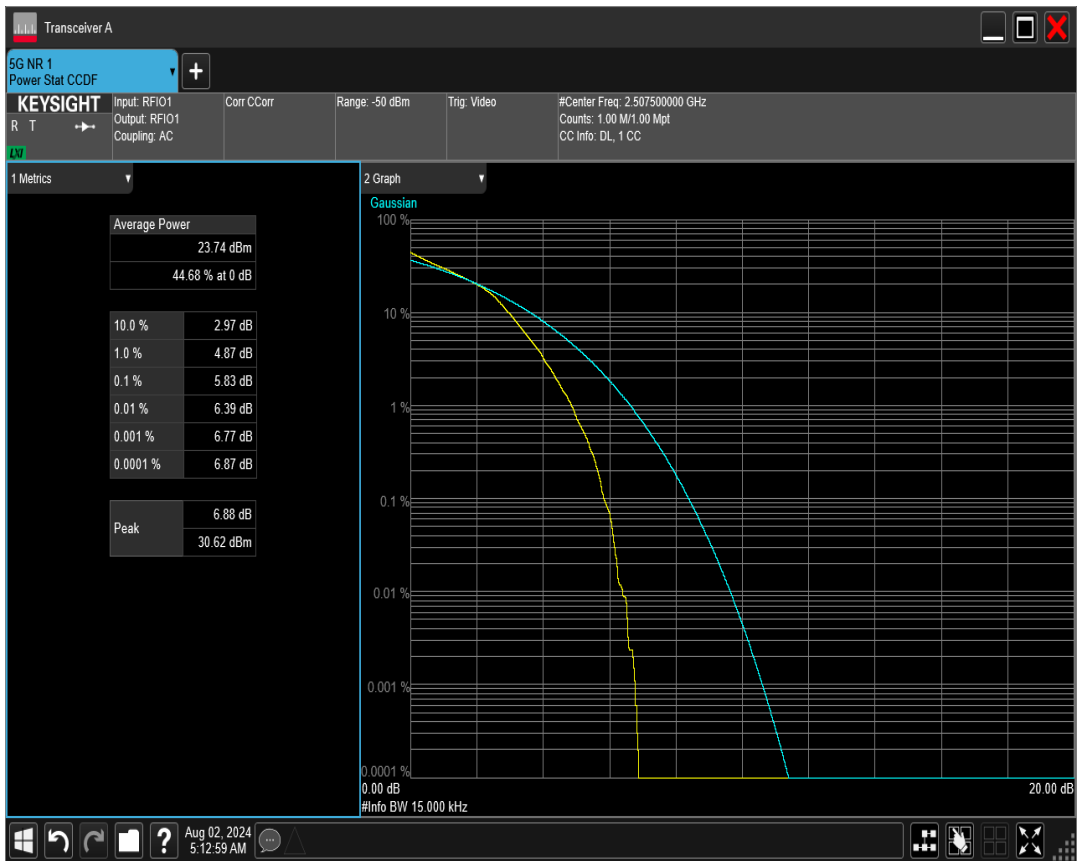 Transceiver A
5G NR 1
Power Stat CCDF
+
KEYSIGHT
R T
LXI
Input: RFIO1
Output: RFIO1
Coupling: AC
Corr CCorr
Range: -50 dBm
Trig: Video
#Center Freq: 2.507500000 GHz
Counts: 1.00 M/1.00 Mpt
CC Info: DL, 1 CC
1 Metrics
Average Power
23.74 dBm
44.68 % at 0 dB
10.0 % 2.97 dB
1.0 % 4.87 dB
0.1 % 5.83 dB
0.01 % 6.39 dB
0.001 % 6.77 dB
0.0001 % 6.87 dB
Peak
6.88 dB
30.62 dBm
2 Graph
Gaussian
100 %
10 %
1 %
0.1 %
0.01 %
0.001 %
0.0001 %
0.00 dB 20.00 dB
#Info BW 15.000 kHz
?
Aug 02, 2024
5:12:59 AM